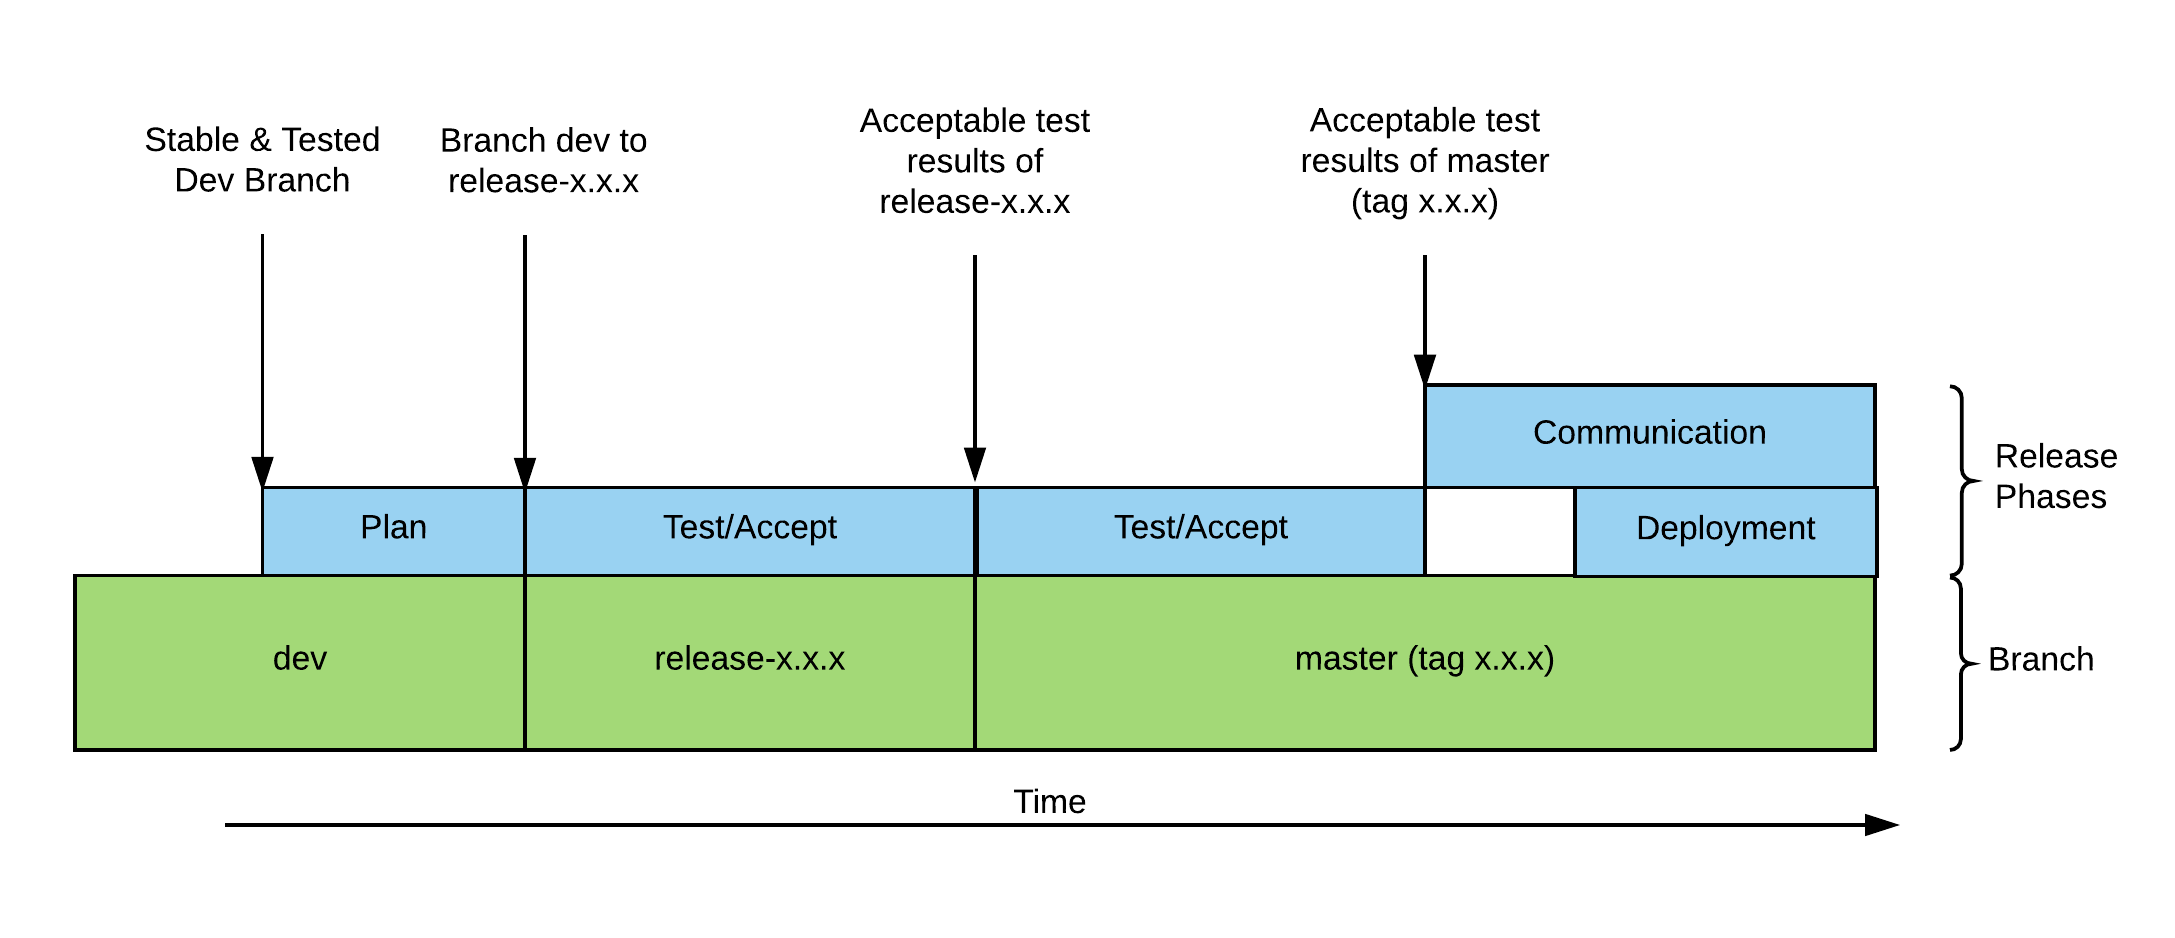 Stable & Tested
Dev Branch
Branch dev to
release-x.x.x
Acceptable test
results of
release-x.x.x
Acceptable test
results of master
(tag x.x.x)
Communication
Release
Phases
Plan
Test/Accept
Test/Accept
Deployment
dev
release-x.x.x
master (tag x.x.x)
Branch
Time